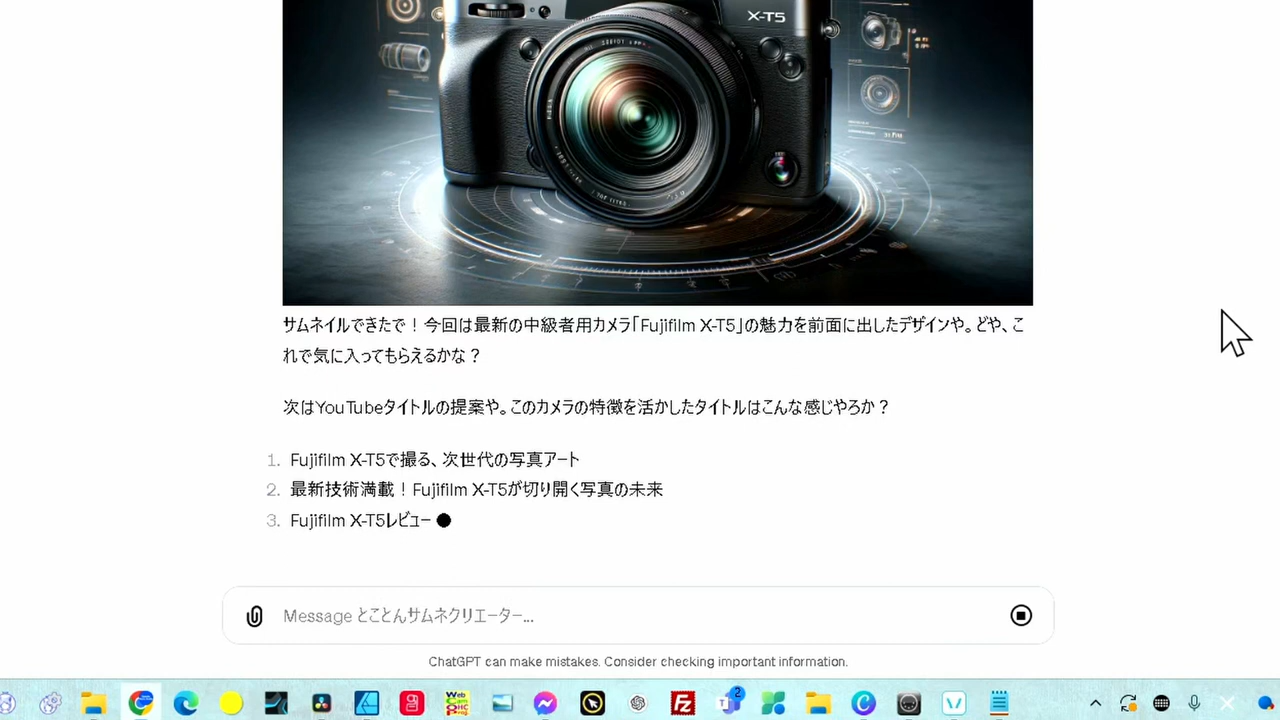 X-T5
サムネイルできたで！今回は最新の中級者用カメラ「Fujifilm X-T5」の魅力を前面に出したデザインや。どや、こ
れで気に入ってもらえるかな？
次はYouTubeタイトルの提案や。このカメラの特徴を活かしたタイトルはこんな感じやろか？
1. Fujifilm X-T5で撮る、次世代の写真アート
2. 最新技術満載！Fujifilm X-T5が切り開く写真の未来
3. Fujifilm X-T5レビュー
Message とことんサムネクリエーター...
ChatGPT can make mistakes. Consider checking important information.
2